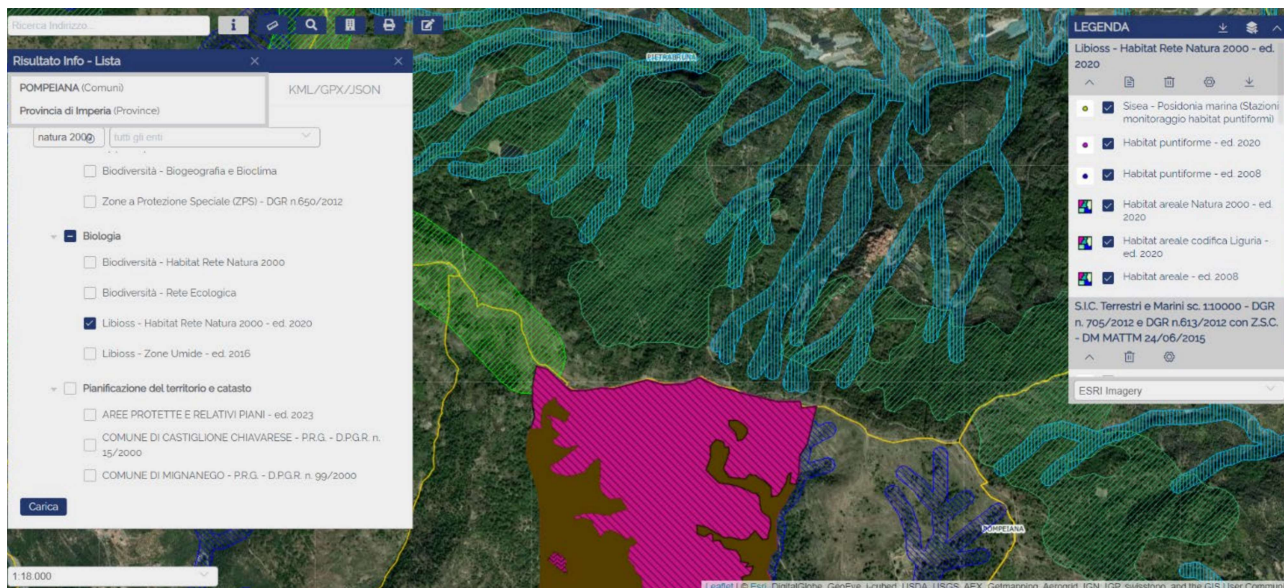 Ricerca Indirizzo...
Risultato Info - Lista
POMPEIANA (Comuni)
Provincia di Imperia (Province)
KML/GPX/JSON
natura 2000
tutti gli enti
Biodiversità - Biogeografia e Bioclima
Zone a Protezione Speciale (ZPS) - DGR n.650/2012
Biologia
Biodiversità - Habitat Rete Natura 2000
Biodiversità - Rete Ecologica
Libioss - Habitat Rete Natura 2000 - ed. 2020
Libioss - Zone Umide - ed. 2016
Pianificazione del territorio e catasto
AREE PROTETTE E RELATIVI PIANI - ed. 2023
COMUNE DI CASTIGLIONE CHIAVARESE - P.R.G. - D.P.G.R. n.
15/2000
COMUNE DI MIGNANEGO - P.R.G. - D.P.G.R. n. 99/2000
Carica
1:18.000
PIETRABRUNA
POMPEIANA
LEGENDA
Libioss - Habitat Rete Natura 2000 - ed.
2020
Sisea - Posidonia marina (Stazioni
monitoraggio habitat puntiformi)
Habitat puntiforme - ed. 2020
Habitat puntiforme - ed. 2008
Habitat areale Natura 2000 - ed.
2020
Habitat areale codifica Liguria -
ed. 2020
Habitat areale - ed. 2008
S.I.C. Terrestri e Marini sc. 1:10000 - DGR
n. 705/2012 e DGR n.613/2012 con Z.S.C.
- DM MATTM 24/06/2015
ESRI Imagery
Leaflet | © Esri, DigitalGlobe, GeoEye, i-cubed, USDA, USGS, AEX, Getmapping, Aerogrid, IGN, IGP, swisstopo, and the GIS User Commun